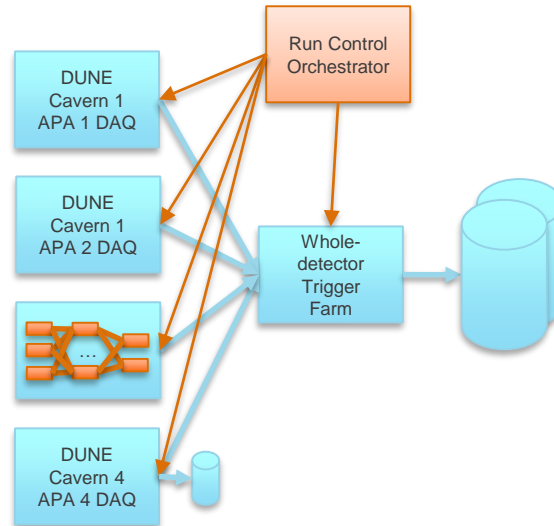 Run Control
Orchestrator
DUNE
Cavern 1
APA 1 DAQ
DUNE
Cavern 1
APA 2 DAQ
Whole-
detector
Trigger
Farm
...
DUNE
Cavern 4
APA 4 DAQ